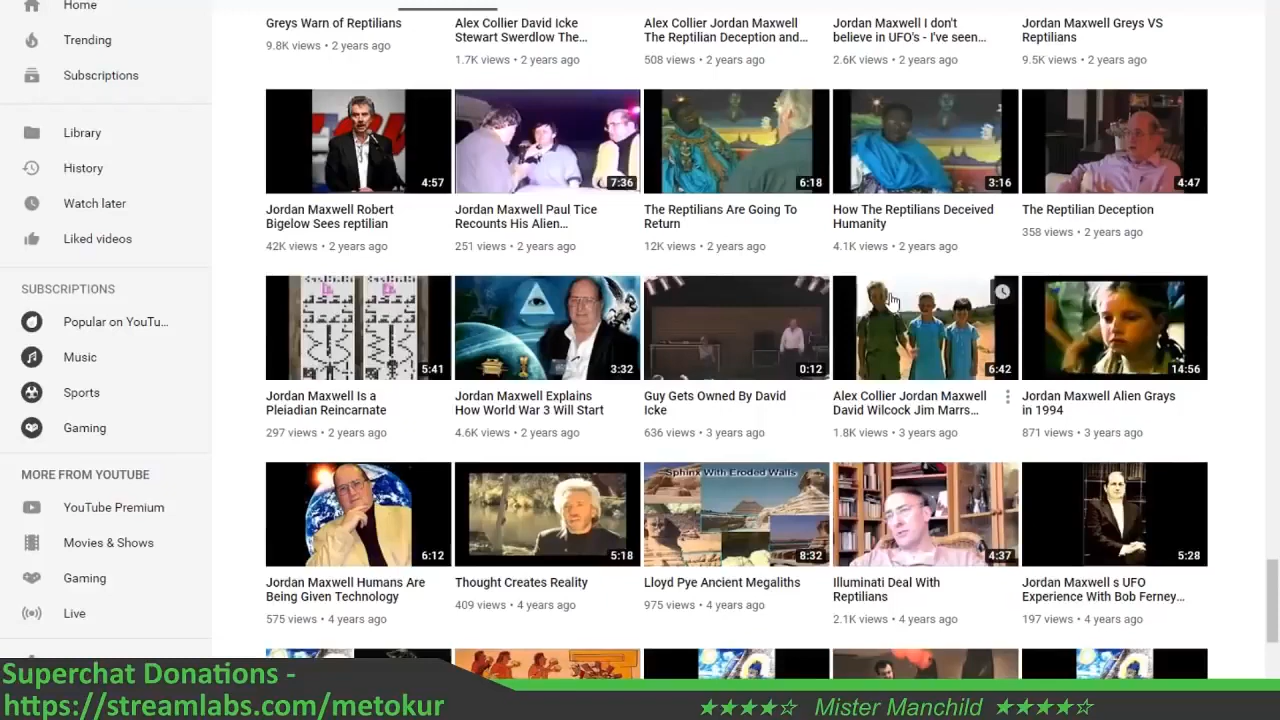 Home
Trending
Subscriptions
Library
History
Watch later
Liked videos
SUBSCRIPTIONS
Popular on YouTu...
Music
Sports
Gaming
MORE FROM YOUTUBE
YouTube Premium
Movies & Shows
Gaming
Live
Greys Warn of Reptilians
9.8K views • 2 years ago
Alex Collier David Icke
Stewart Swerdlow The...
1.7K views • 2 years ago
Alex Collier Jordan Maxwell
The Reptilian Deception and...
508 views • 2 years ago
Jordan Maxwell I don't
believe in UFO's - I've seen...
2.6K views • 2 years ago
Jordan Maxwell Greys VS
Reptilians
9.5K views • 2 years ago
4:57
Jordan Maxwell Robert
Bigelow Sees reptilian
42K views • 2 years ago
7:36
Jordan Maxwell Paul Tice
Recounts His Alien...
251 views • 2 years ago
6:18
The Reptilians Are Going To
Return
12K views • 2 years ago
3:16
How The Reptilians Deceived
Humanity
4.1K views • 2 years ago
4:47
The Reptilian Deception
358 views • 2 years ago
5:41
Jordan Maxwell Is a
Pleiadian Reincarnate
297 views • 2 years ago
3:32
Jordan Maxwell Explains
How World War 3 Will Start
4.6K views • 2 years ago
0:12
Guy Gets Owned By David
Icke
636 views • 3 years ago
6:42
Alex Collier Jordan Maxwell
David Wilcock Jim Marrs...
1.8K views • 3 years ago
14:56
Jordan Maxwell Alien Grays
in 1994
871 views • 3 years ago
6:12
Jordan Maxwell Humans Are
Being Given Technology
575 views • 4 years ago
5:18
Thought Creates Reality
409 views • 4 years ago
Sphinx With Eroded Walls
8:32
Lloyd Pye Ancient Megaliths
975 views • 4 years ago
4:37
Illuminati Deal With
Reptilians
2.1K views • 4 years ago
5:28
Jordan Maxwell s UFO
Experience With Bob Ferney...
197 views • 4 years ago
Superchat Donations -
https://streamlabs.com/metokur
★★★★☆ Mister Manchild ★★★★☆